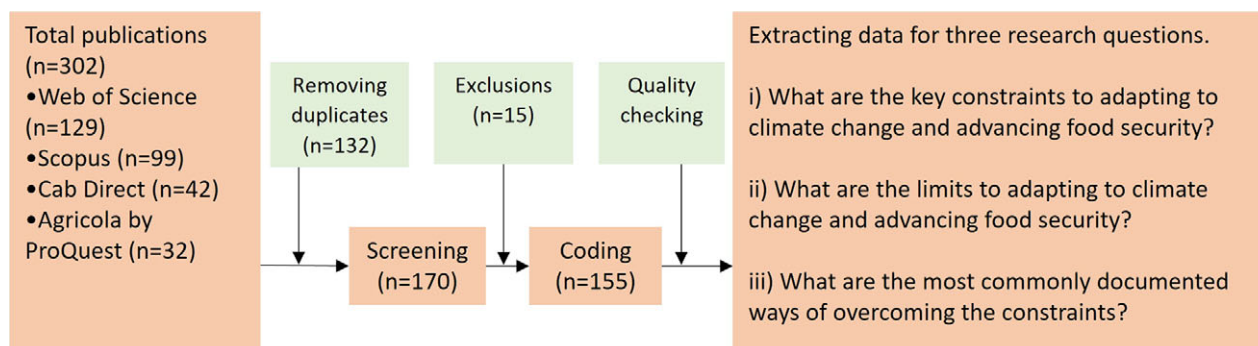 Total publications
(n=302)
•Web of Science
(n=129)
•Scopus (n=99)
•Cab Direct (n=42)
•Agricola by
ProQuest (n=32)
Removing
duplicates
(n=132)
Exclusions
(n=15)
Quality
checking
Screening
(n=170)
Coding
(n=155)
Extracting data for three research questions.
i) What are the key constraints to adapting to
climate change and advancing food security?
ii) What are the limits to adapting to climate
change and advancing food security?
iii) What are the most commonly documented
ways of overcoming the constraints?